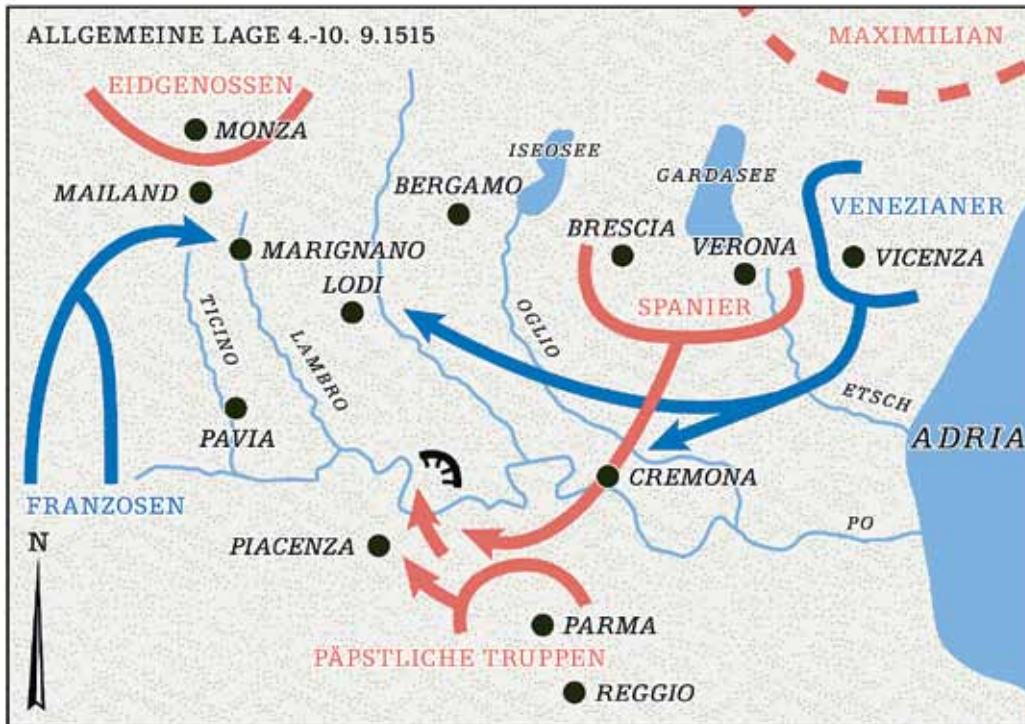 ALLGEMEINE LAGE 4.-10. 9.1515
MAXIMILIAN
EIDGENOSSEN
MONZA
ISEOSEE
GARDASEE
BERGAMO
MAILAND
VENEZIANER
BRESCIA
VERONA
VICENZA
MARIGNANO
LODI
SPANIER
TICINO
LAMBRO
OGLIO
ETSCH
PAVIA
ADRIA
CREMONA
FRANZOSEN
PO
N
PIACENZA
PARMA
PÄPSTLICHE TRUPPEN
REGGIO